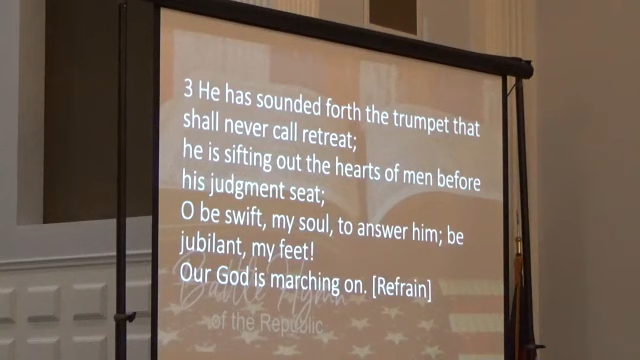 3 He has sounded forth the trumpet that
shall never call retreat;
he is sifting out the hearts of men before
his judgment seat;
O be swift, my soul, to answer him; be
jubilant, my feet!
Our God is marching on. [Refrain]
Battle Hymn
of the Republic